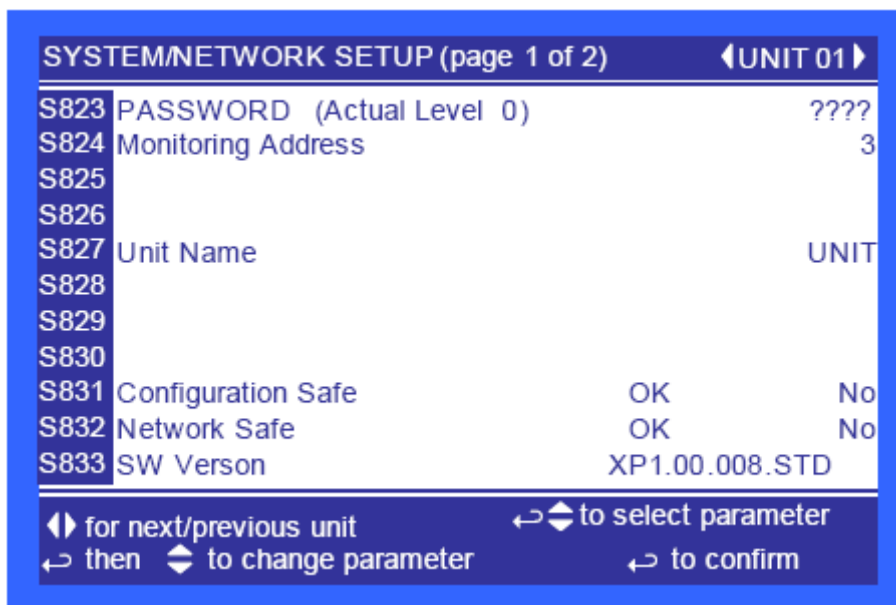 SYSTEM/NETWORK SETUP (page 1 of 2) UNIT 01
S823 PASSWORD (Actual Level 0) ????
S824 Monitoring Address 3
S825
S826
S827 Unit Name UNIT
S828
S829
S830
S831 Configuration Safe OK No
S832 Network Safe OK No
S833 SW Verson XP1.00.008.STD
for next/previous unit to select parameter
then to change parameter to confirm